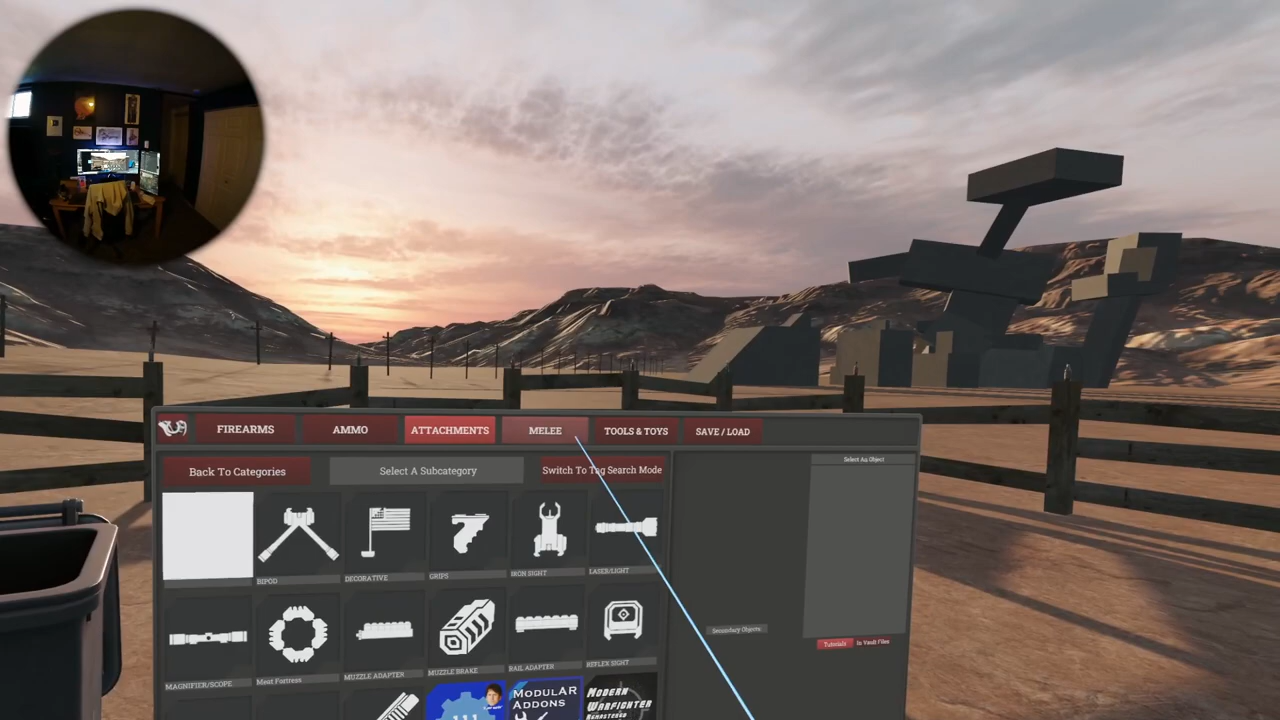 FIREARMS AMMO ATTACHMENTS MELEE TOOLS & TOYS SAVE / LOAD
Back To Categories Select A Subcategory Switch To Tag Search Mode
Select An Object
BIPOD DECORATIVE GRIPS IRON SIGHT LASER/LIGHT
Secondary Objects
Tutorials In Vault Files
MAGNIFIER/SCOPE Meat Fortress MUZZLE ADAPTER MUZZLE BRAKE RAIL ADAPTER REFLEX SIGHT
MODULAR
ADDONS
MODERN
WARFIGHTER
REMASTERED